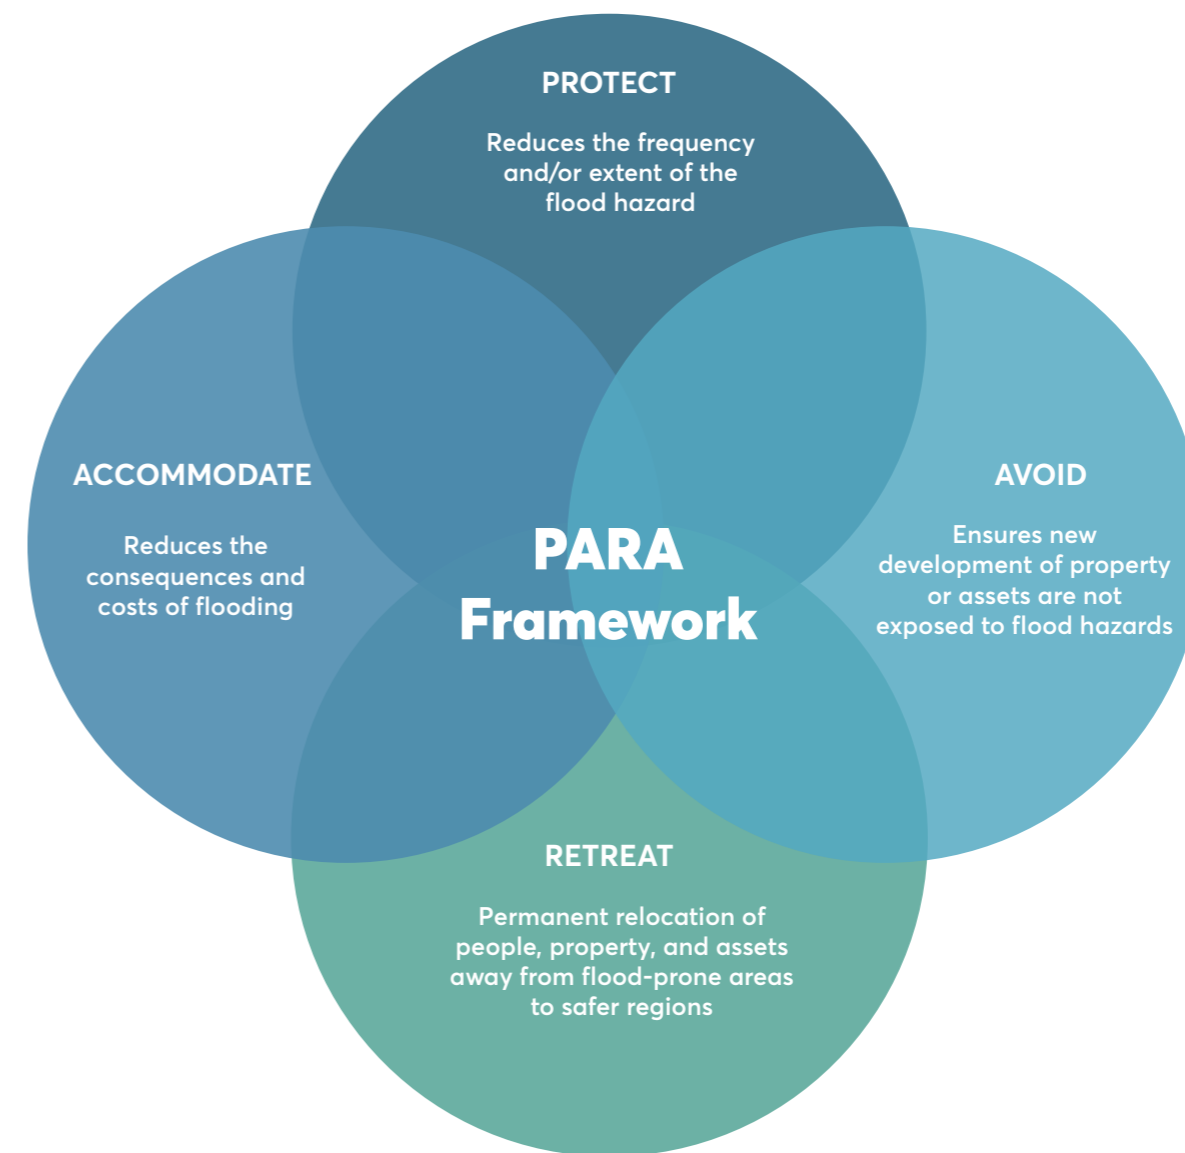 PROTECT
Reduces the frequency
and/or extent of the
flood hazard
ACCOMMODATE
Reduces the
consequences and
costs of flooding
PARA
Framework
AVOID
Ensures new
development of property
or assets are not
exposed to flood hazards
RETREAT
Permanent relocation of
people, property, and assets
away from flood-prone areas
to safer regions